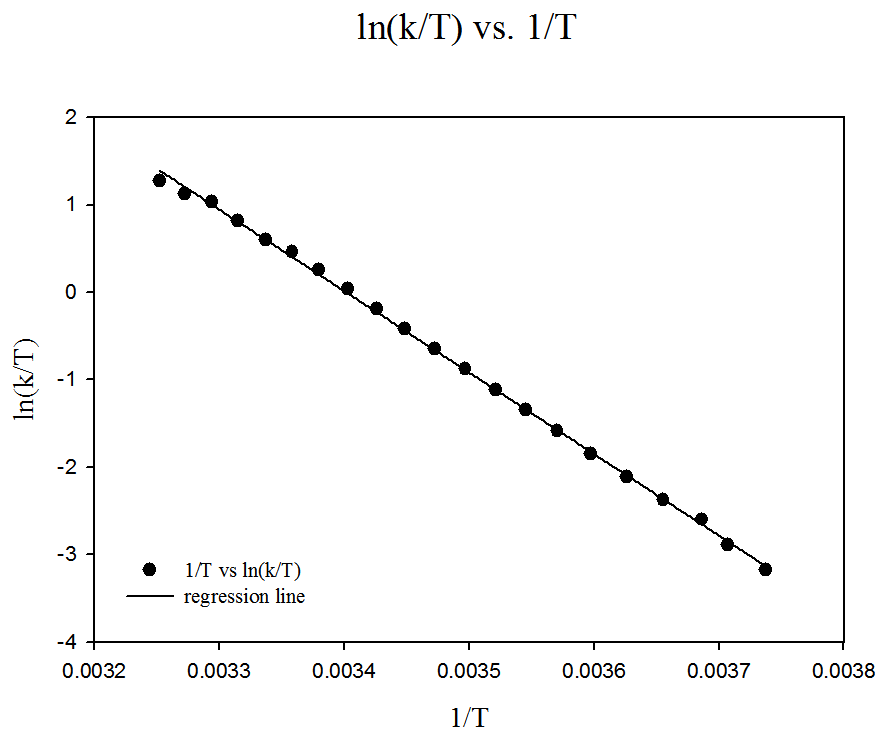 ln(k/T) vs. 1/T
2
1
0
-1
-2
-3
-4
ln(k/T)
1/T vs ln(k/T)
regression line
0.0032 0.0033 0.0034 0.0035 0.0036 0.0037 0.0038
1/T